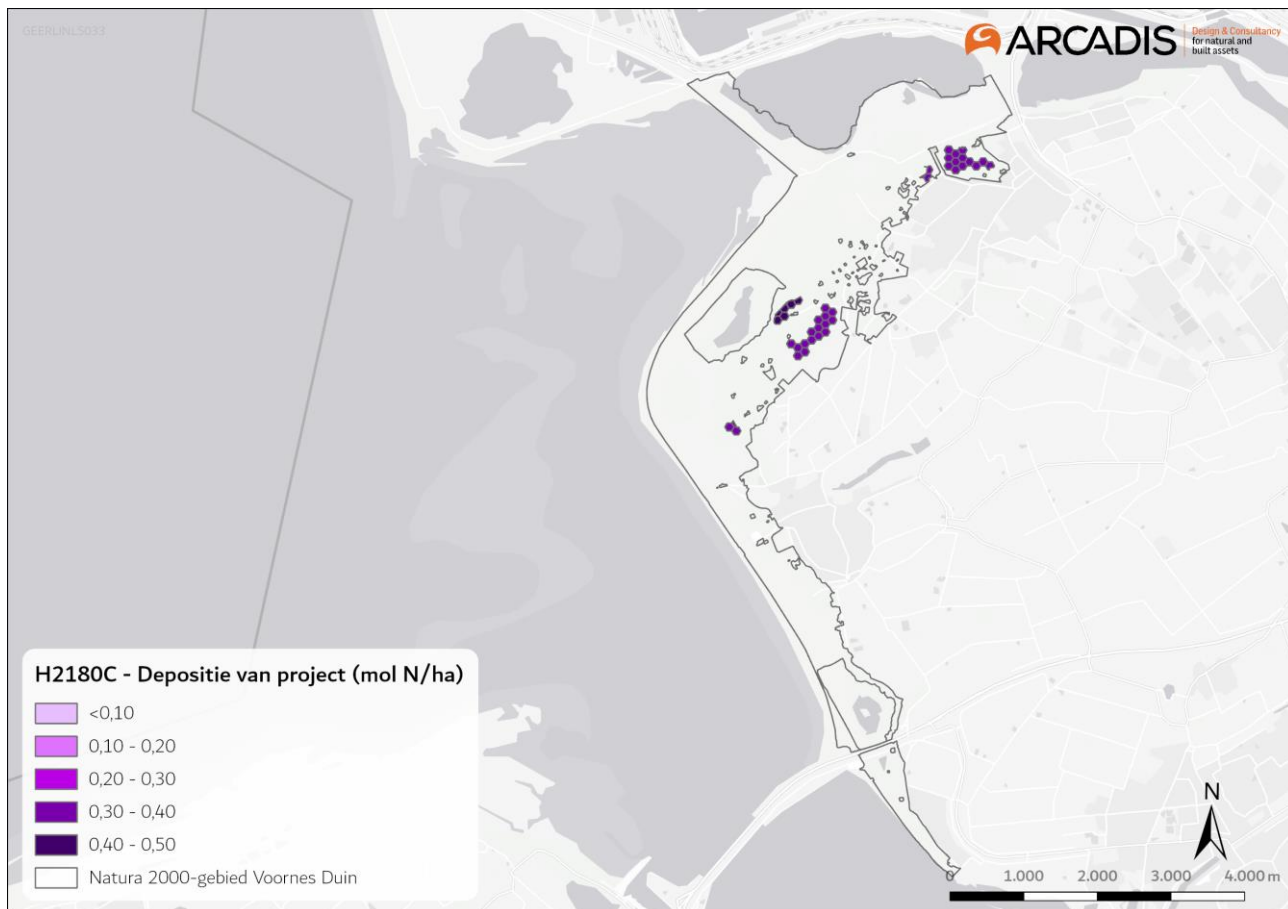 GEERLINLS033
ARCADIS
Design & Consultancy
for natural and
built assets
H2180C - Depositie van project (mol N/ha)
<0,10
0,10 - 0,20
0,20 - 0,30
0,30 - 0,40
0,40 - 0,50
Natura 2000-gebied Voornes Duin
N
0 1.000 2.000 3.000 4.000 m